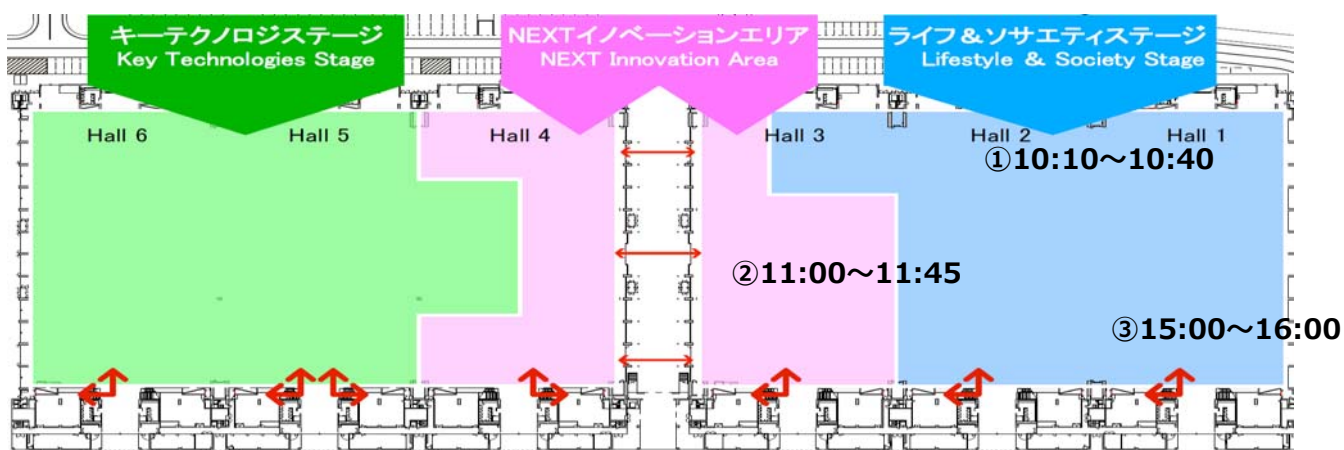 キーテクノロジステージ
Key Technologies Stage
NEXTイノベーションエリア
NEXT Innovation Area
ライフ＆ソサエティステージ
Lifestyle & Society Stage
Hall 6
Hall 5
Hall 4
Hall 3
Hall 2
Hall 1
①10:10～10:40
②11:00～11:45
③15:00～16:00